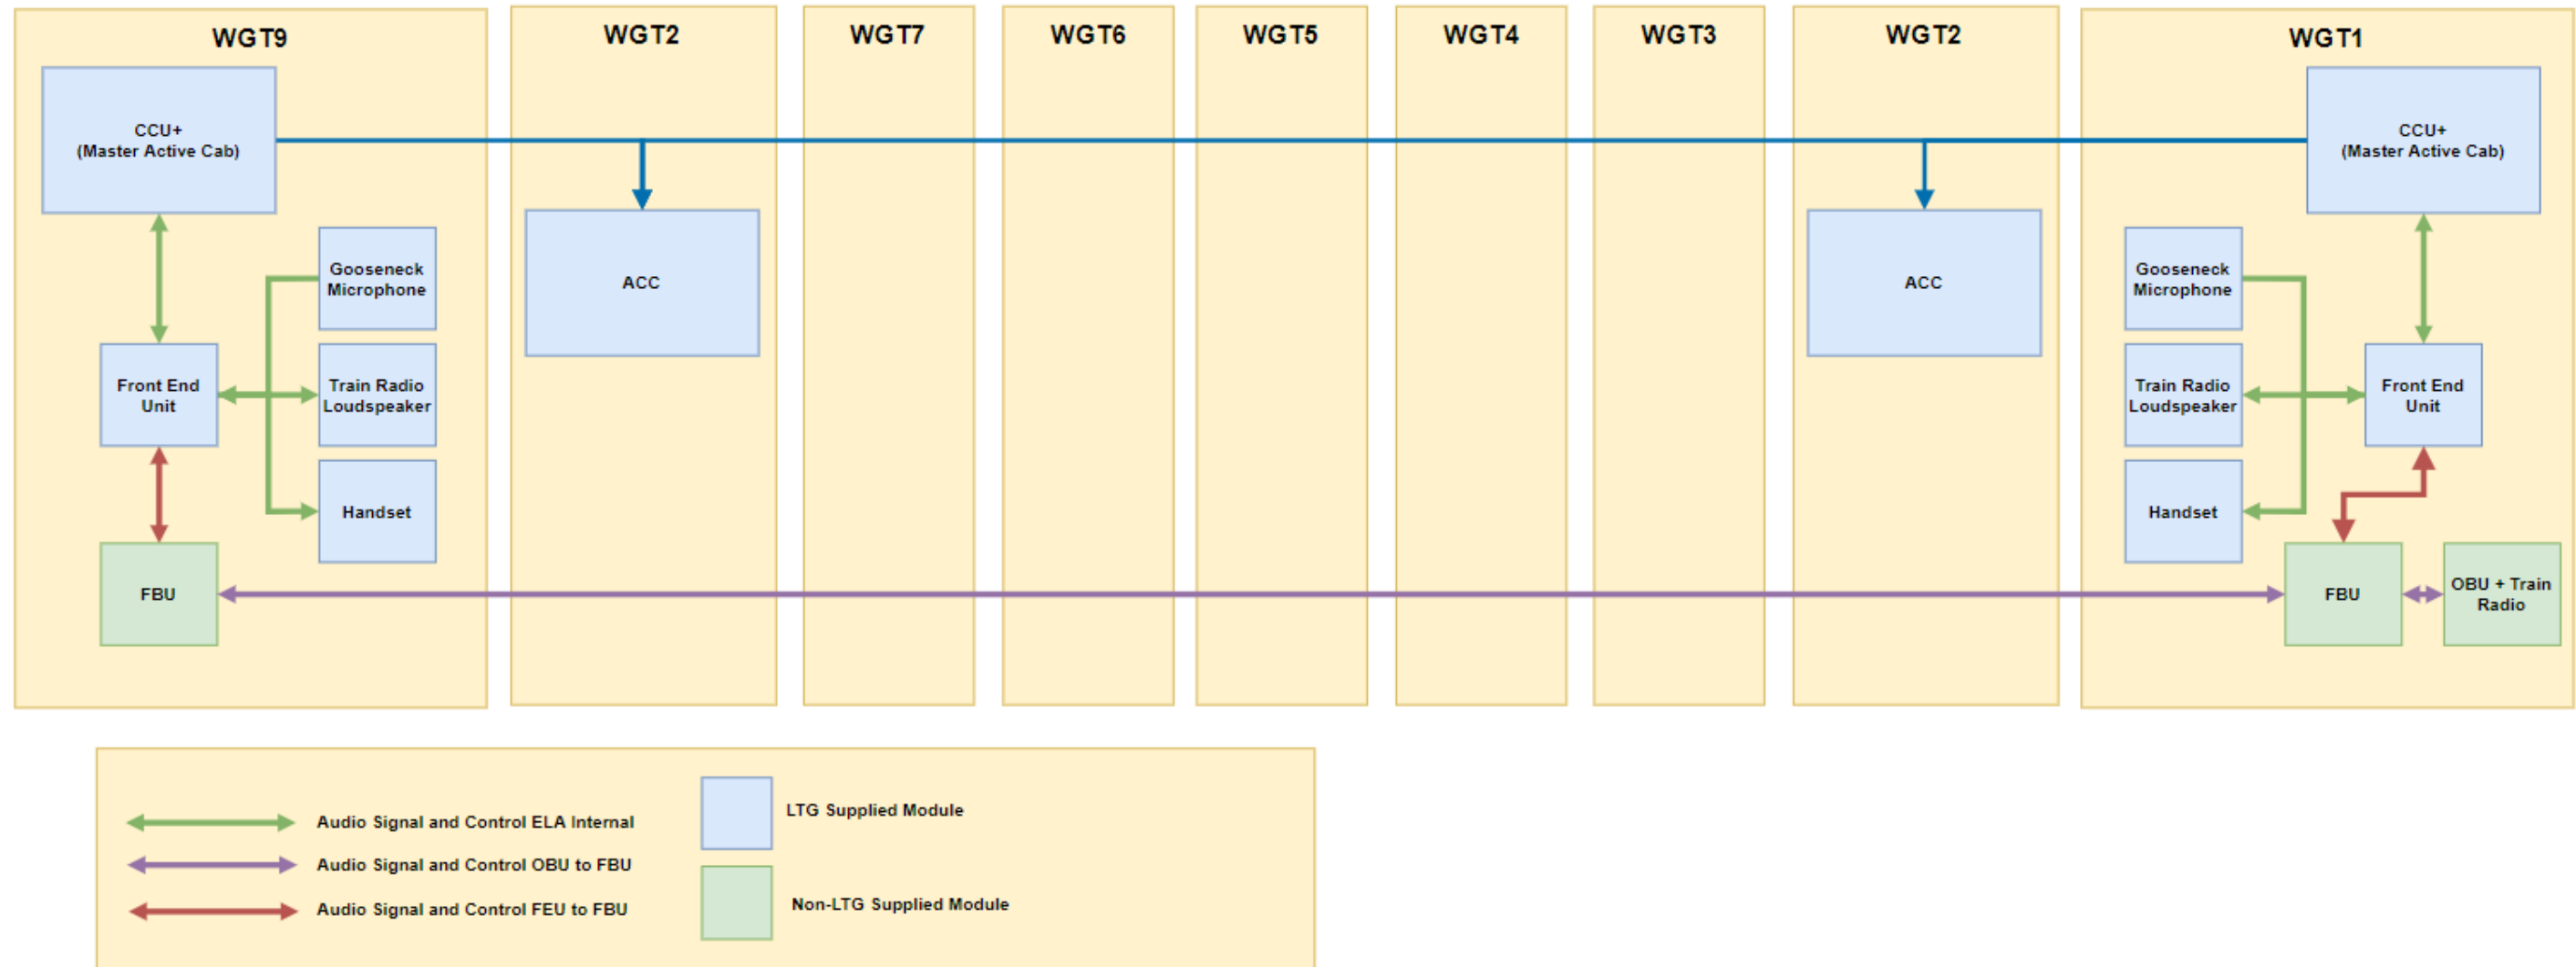 WGT9
WGT2
WGT7
WGT6
WGT5
WGT4
WGT3
WGT2
WGT1
CCU+
(Master Active Cab)
CCU+
(Master Active Cab)
Gooseneck
Microphone
ACC
ACC
Gooseneck
Microphone
Front End
Unit
Train Radio
Loudspeaker
Train Radio
Loudspeaker
Front End
Unit
Handset
Handset
FBU
FBU
OBU + Train
Radio
Audio Signal and Control ELA Internal
Audio Signal and Control OBU to FBU
Audio Signal and Control FEU to FBU
LTG Supplied Module
Non-LTG Supplied Module